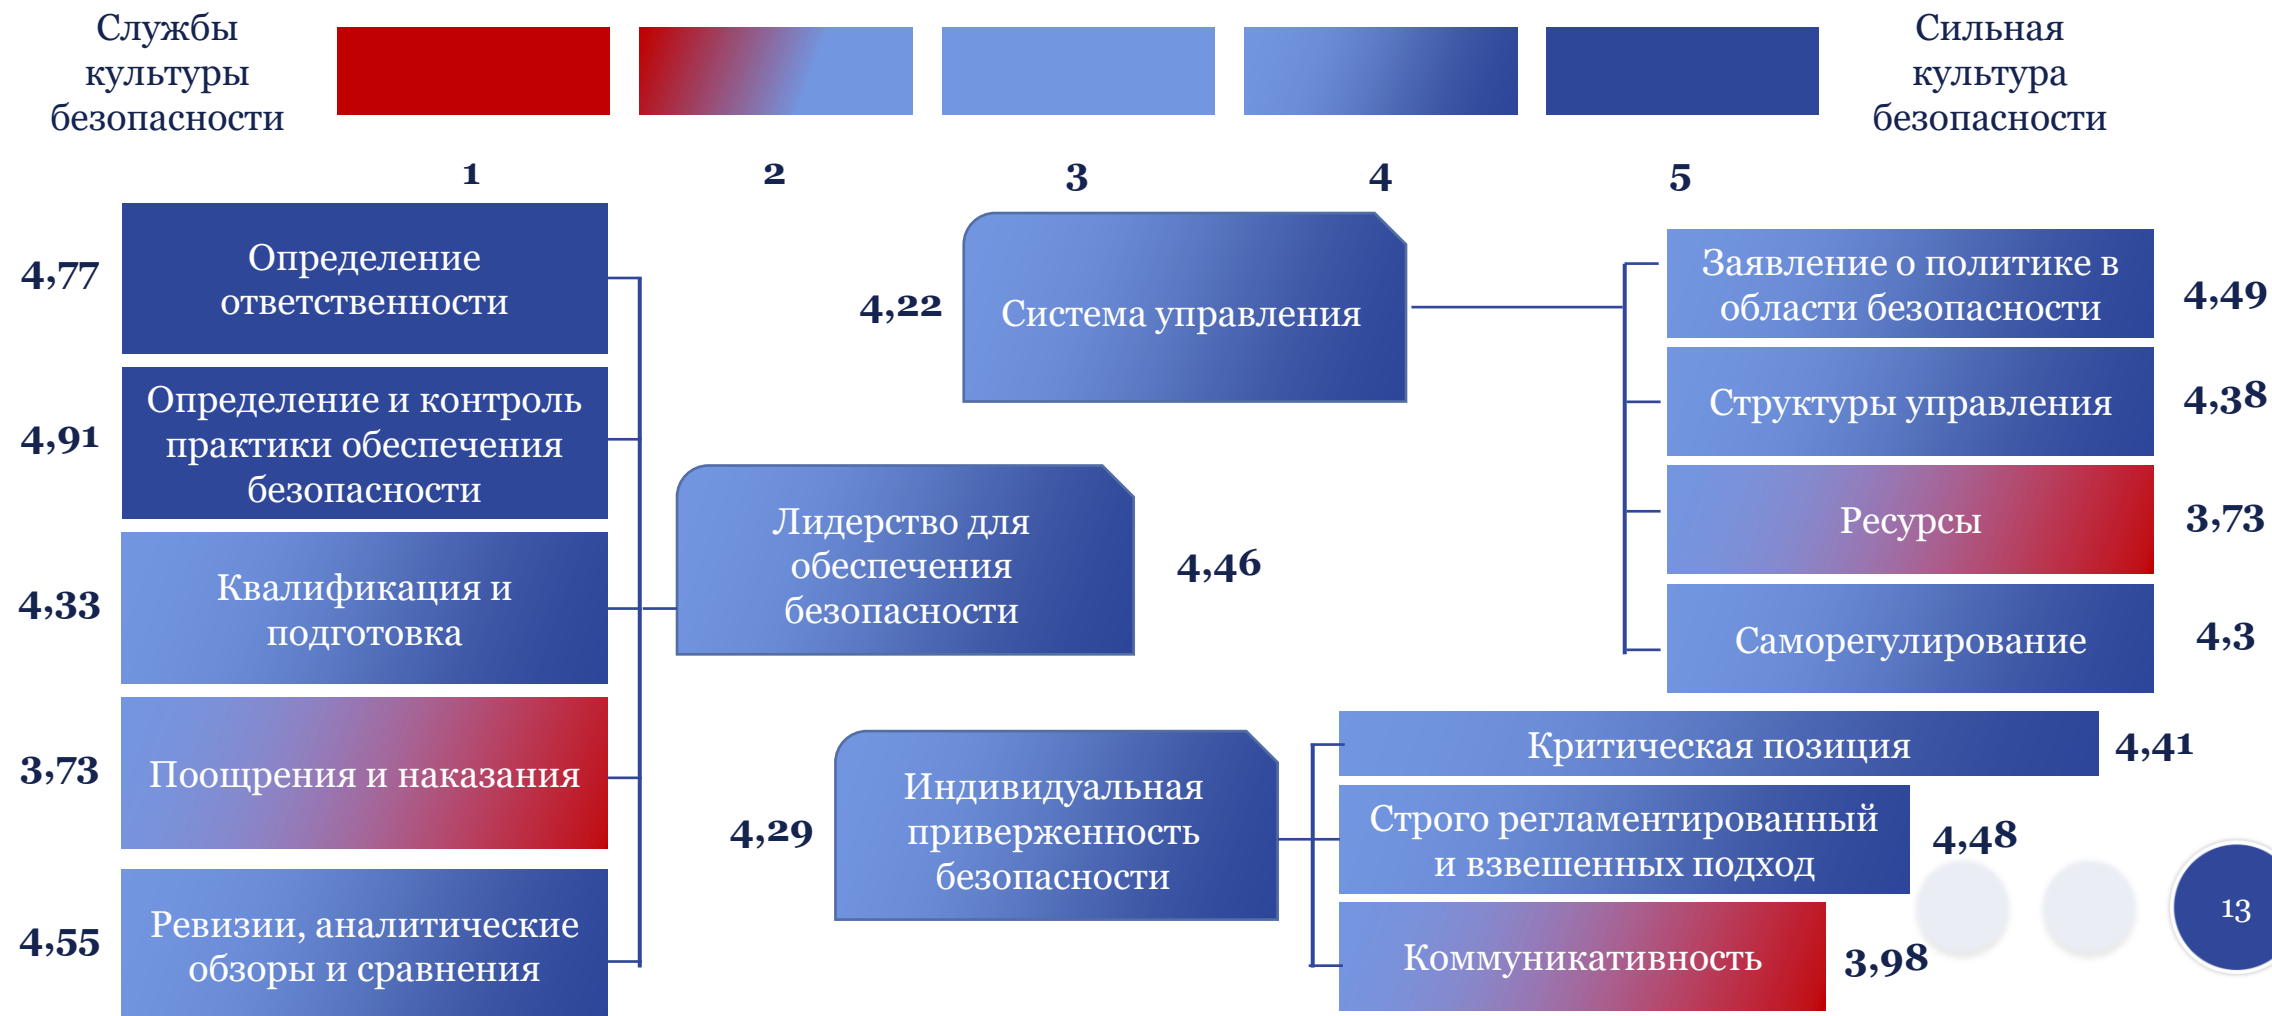 Службы
культуры
безопасности
Сильная
культура
безопасности
1
2
3
4
5
4,77
Определение
ответственности
4,91
Определение и контроль
практики обеспечения
безопасности
4,33
Квалификация и
подготовка
3,73
Поощрения и наказания
4,55
Ревизии, аналитические
обзоры и сравнения
Лидерство для
обеспечения
безопасности
4,46
4,22
Система управления
Заявление о политике в
области безопасности
4,49
Структуры управления
4,38
Ресурсы
3,73
Саморегулирование
4,3
4,29
Индивидуальная
приверженность
безопасности
Критическая позиция
4,41
Строго регламентированный
и взвешенных подход
4,48
Коммуникативность
3,98
13